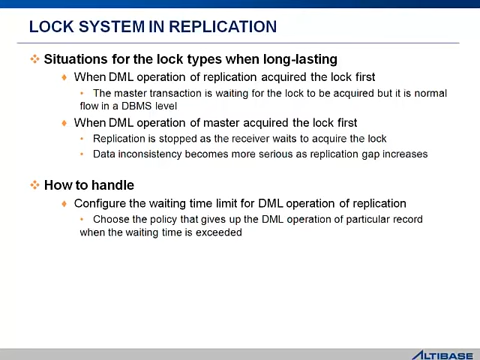 LOCK SYSTEM IN REPLICATION
Situations for the lock types when long-lasting
When DML operation of replication acquired the lock first
The master transaction is waiting for the lock to be acquired but it is normal
flow in a DBMS level
When DML operation of master acquired the lock first
Replication is stopped as the receiver waits to acquire the lock
Data inconsistency becomes more serious as replication gap increases
How to handle
Configure the waiting time limit for DML operation of replication
Choose the policy that gives up the DML operation of particular record
when the waiting time is exceeded
ALTIBASE